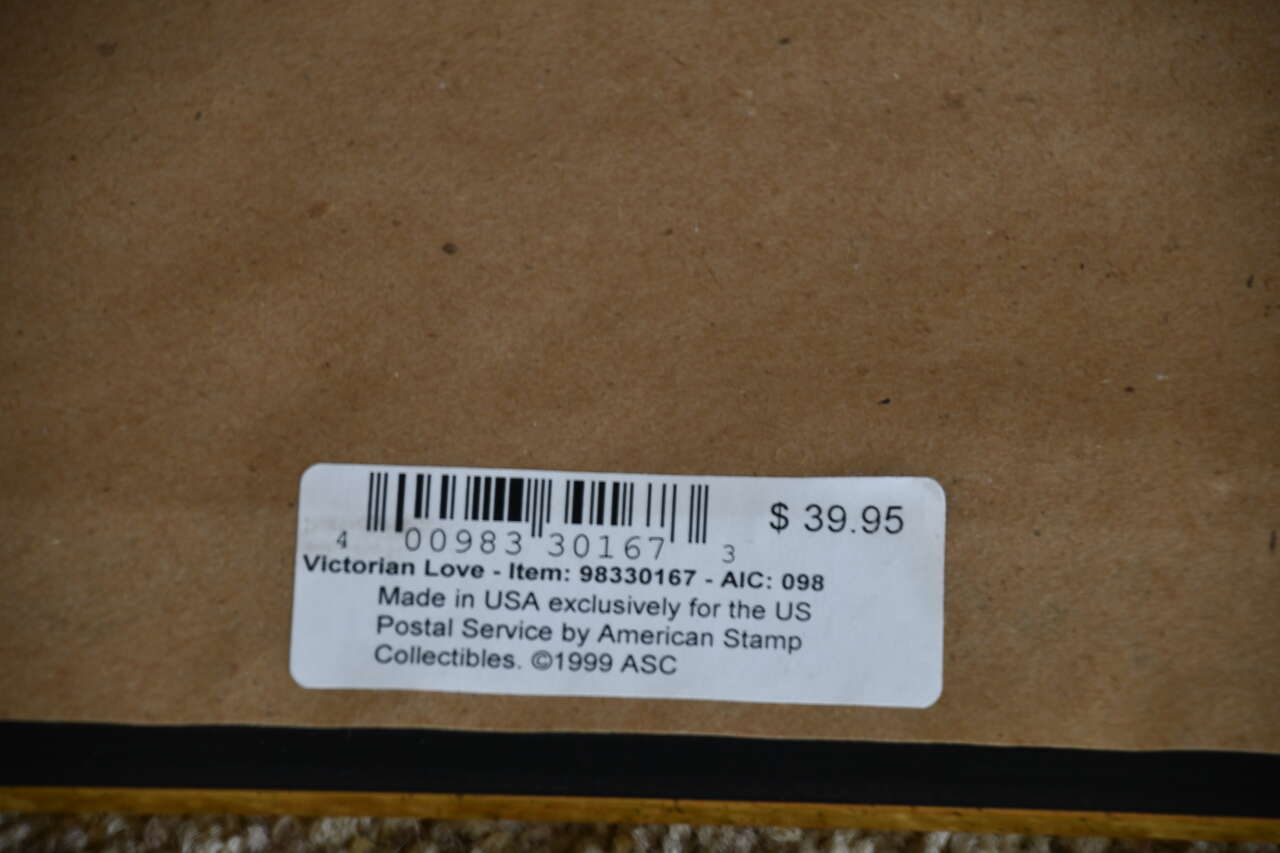 $ 39.95
4 00983 30167 3
Victorian Love - Item: 98330167 - AIC: 098
Made in USA exclusively for the US
Postal Service by American Stamp
Collectibles. ©1999 ASC